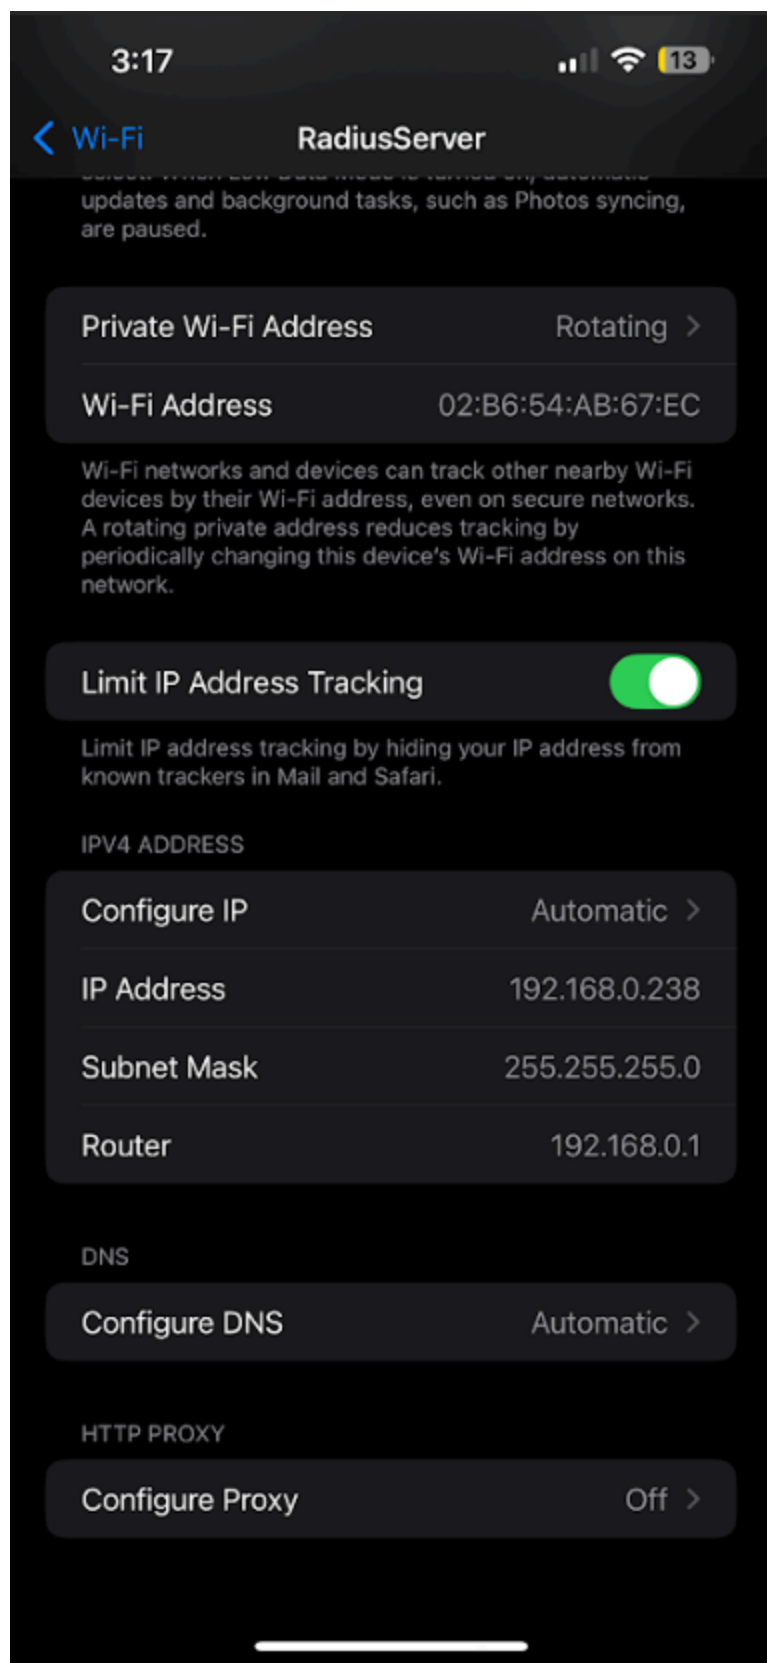 3:17
13
Wi-Fi
RadiusServer
updates and background tasks, such as Photos syncing,
are paused.
Private Wi-Fi Address
Rotating
Wi-Fi Address
02:B6:54:AB:67:EC
Wi-Fi networks and devices can track other nearby Wi-Fi
devices by their Wi-Fi address, even on secure networks.
A rotating private address reduces tracking by
periodically changing this device's Wi-Fi address on this
network.
Limit IP Address Tracking
Limit IP address tracking by hiding your IP address from
known trackers in Mail and Safari.
IPV4 ADDRESS
Configure IP
Automatic
IP Address
192.168.0.238
Subnet Mask
255.255.255.0
Router
192.168.0.1
DNS
Configure DNS
Automatic
HTTP PROXY
Configure Proxy
Off